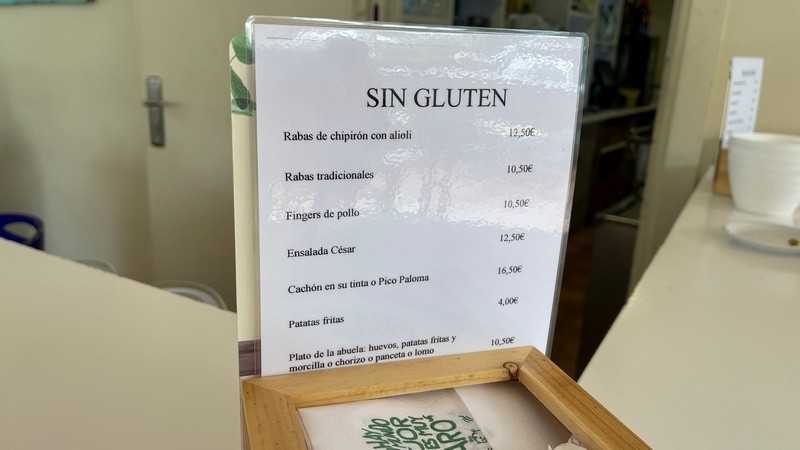 SIN GLUTEN
Rabas de chipirón con alioli 12,50€
Rabas tradicionales 10,50€
Fingers de pollo 10,50€
Ensalada César 12,50€
Cachón en su tinta o Pico Paloma 16,50€
Patatas fritas 4,00€
Plato de la abuela: huevos, patatas fritas y 10,50€
morcilla o chorizo o panceta o lomo